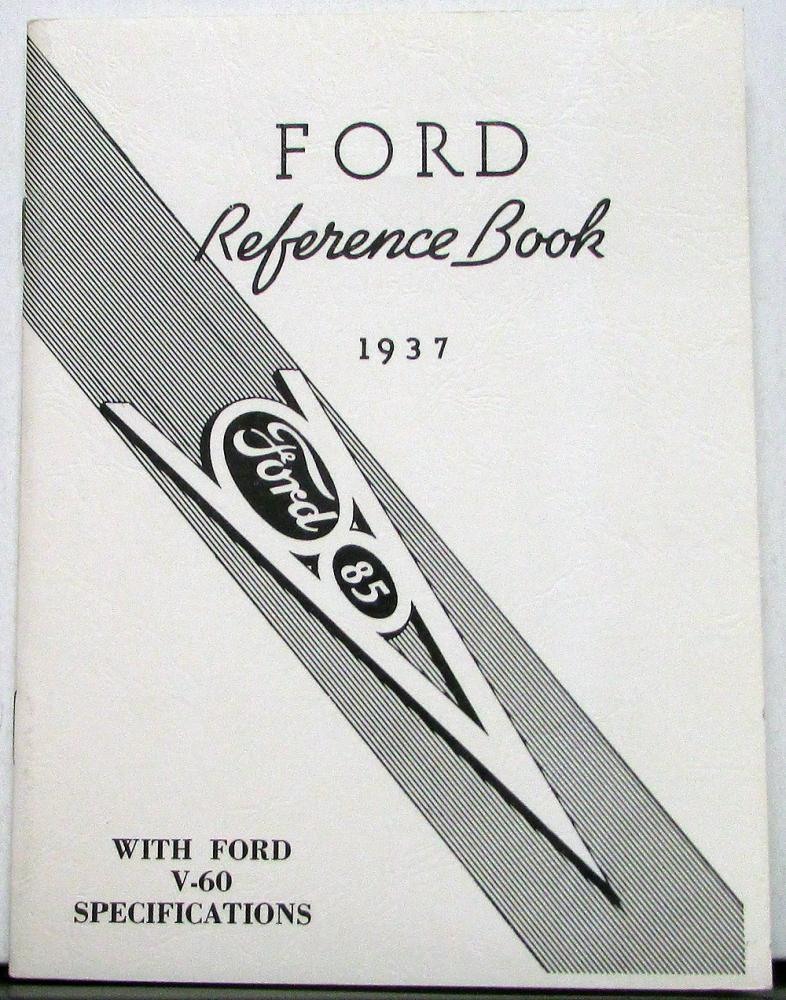 FORD
Reference Book
1937
Ford
85
WITH FORD
V-60
SPECIFICATIONS